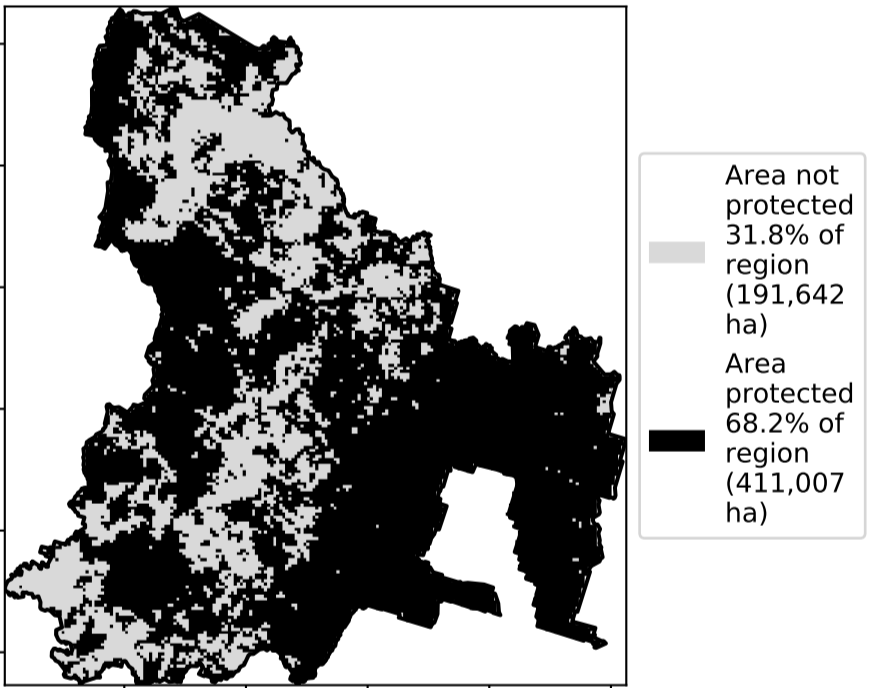 Area not
protected
31.8% of
region
(191,642
ha)
Area
protected
68.2% of
region
(411,007
ha)